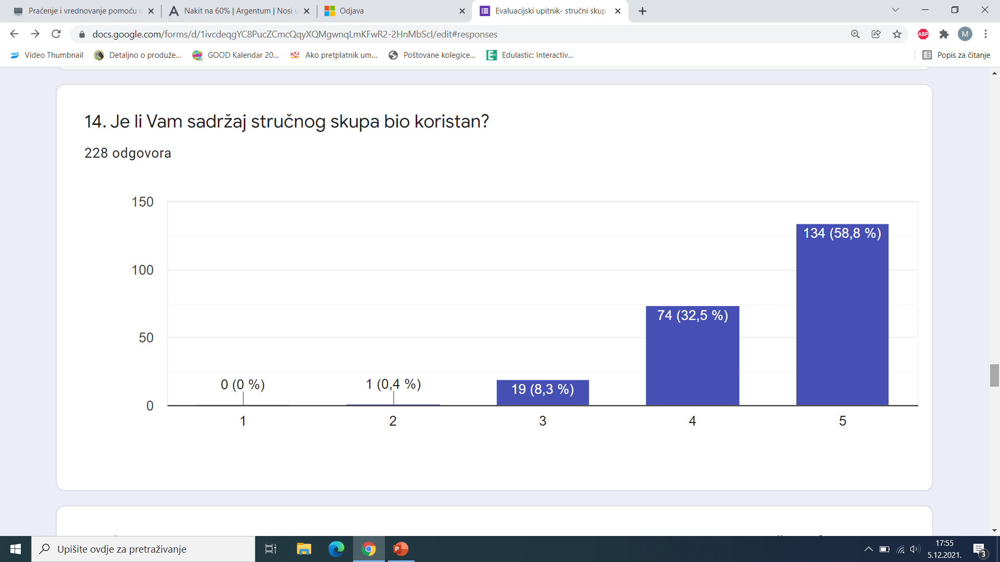 Praćenje i vrednovanje pomoću
Nakit na 60% | Argentum | Nosi
Odjava
Evaluacijski upitnik- stručni skup
docs.google.com/forms/d/1ivcdeqgYC8PucZCmcQqyXQMgwnqLmKFwR2-2HnMbScI/edit#responses
ABP
M
Video Thumbnail
Detaljno o produže...
GOOD Kalendar 20...
24
Ako pretplatnik um...
Poštovane kolegice...
E
Edulastic: Interactiv...
Popis za čitanje
14. Je li Vam sadržaj stručnog skupa bio koristan?
228 odgovora
150
100
50
0
0 (0 %)
1 (0,4 %)
19 (8,3 %)
74 (32,5 %)
134 (58,8 %)
1
2
3
4
5
Upišite ovdje za pretraživanje
P
17:55
5.12.2021.
3